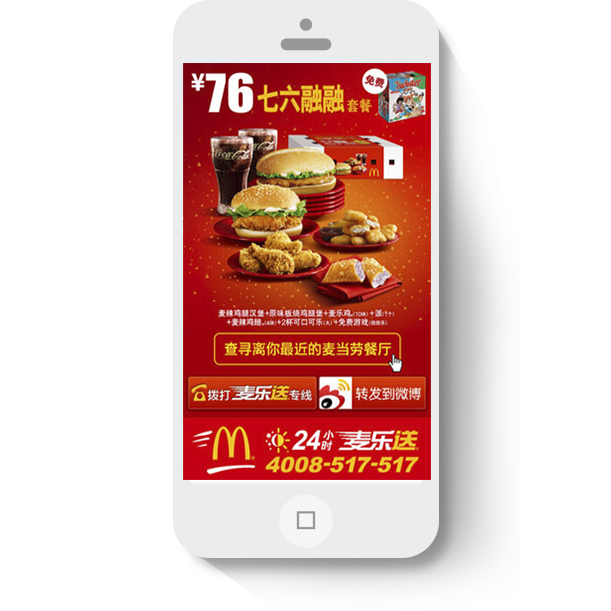 ¥76 七六融融 套餐
免费
Coca-Cola
麦辣鸡腿汉堡+原味板烧鸡腿堡+麦乐鸡(10块)+派(1个)
+麦辣鸡翅(4块)+2杯可口可乐(大)+免费游戏
查寻离你最近的麦当劳餐厅
拨打 麦乐送 专线
转发到微博
24小时 麦乐送
4008-517-517